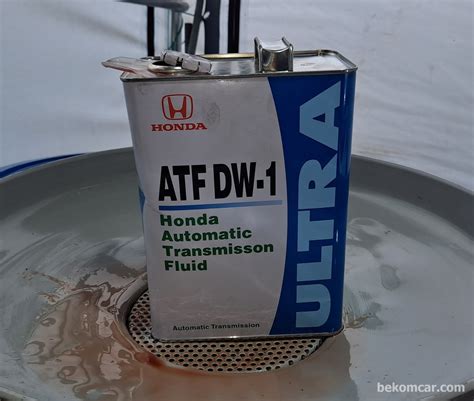 HONDA
ATF DW-1
Honda
Automatic
Transmisson
Fluid
Automatic Transmission
ULTRA
bekomcar.com